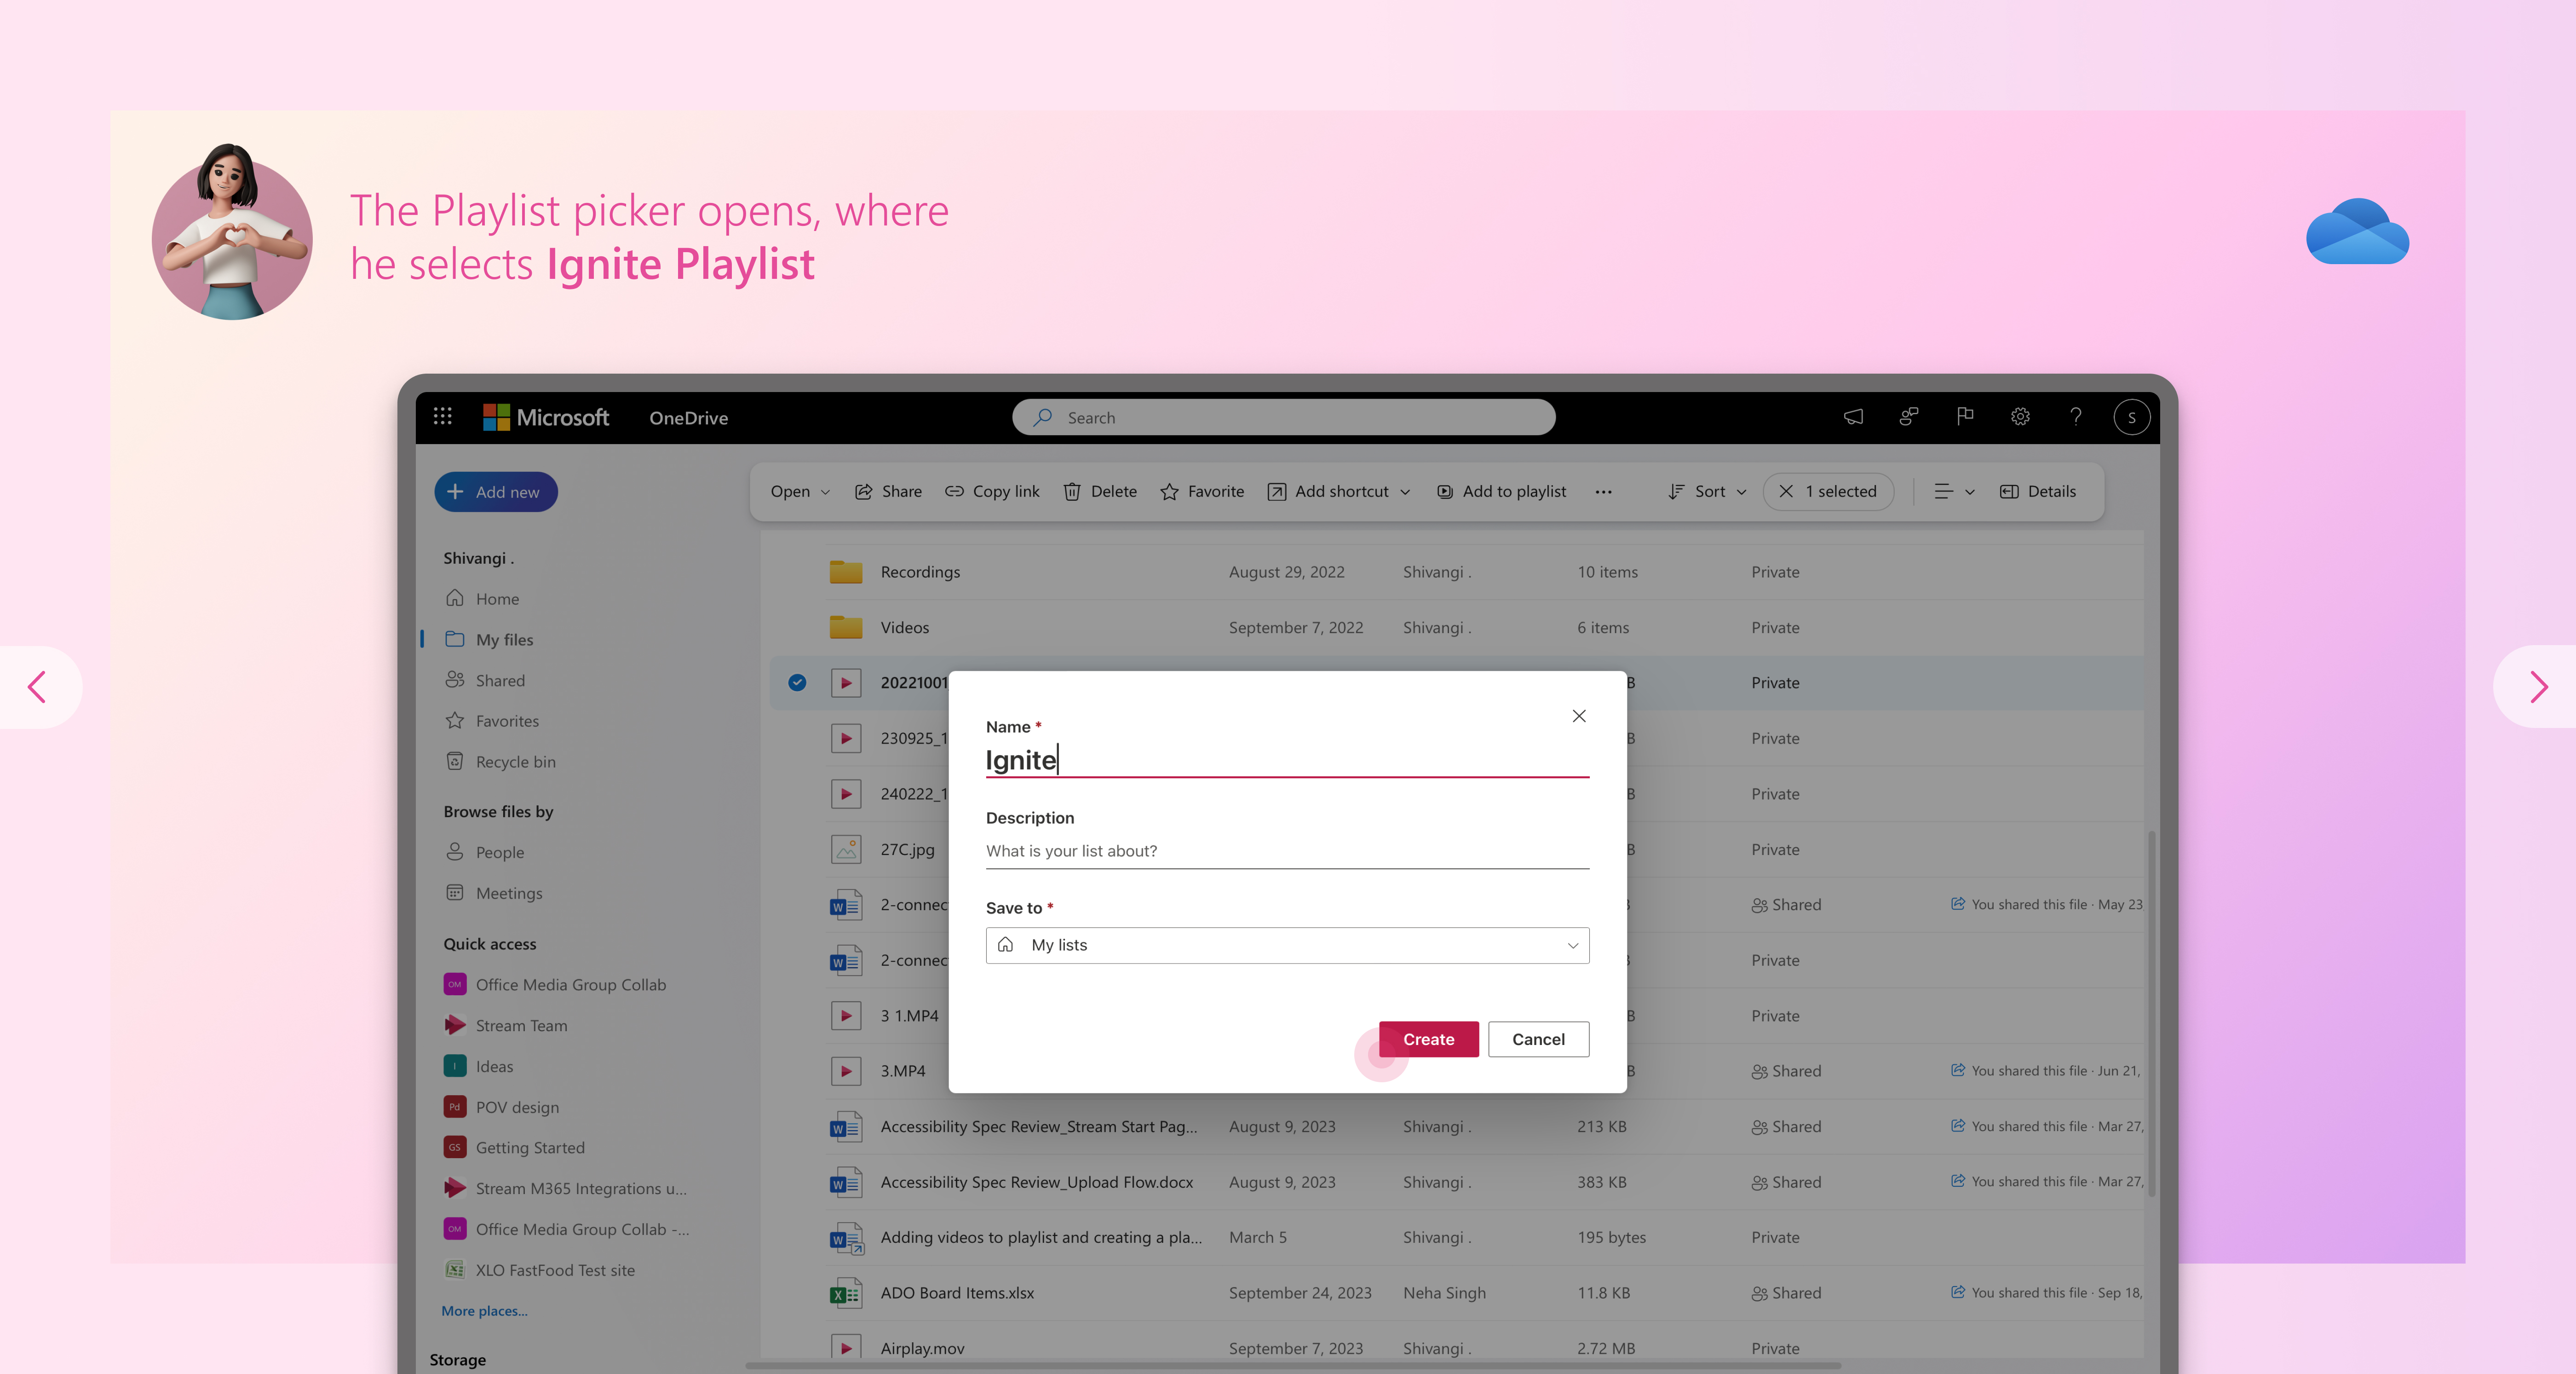 The Playlist picker opens, where
he selects Ignite Playlist
Microsoft OneDrive Search S
Add new
Open Share Copy link Delete Favorite Add shortcut Add to playlist ... Sort 1 selected Details
Shivangi .
Home
My files
Shared
Favorites
Recycle bin
Browse files by
People
Meetings
Quick access
OM Office Media Group Collab
Stream Team
I Ideas
Pd POV design
GS Getting Started
Stream M365 Integrations u...
OM Office Media Group Collab -...
XLO FastFood Test site
More places...
Storage
Recordings August 29, 2022 Shivangi . 10 items Private
Videos September 7, 2022 Shivangi . 6 items Private
20221001 B Private
230925_1 B Private
240222_1 B Private
27C.jpg B Private
2-connec Shared You shared this file · May 23
2-connec Private
3 1.MP4 B Private
3.MP4 B Shared You shared this file · Jun 21,
Accessibility Spec Review_Stream Start Pag... August 9, 2023 Shivangi . 213 KB Shared You shared this file · Mar 27,
Accessibility Spec Review_Upload Flow.docx August 9, 2023 Shivangi . 383 KB Shared You shared this file · Mar 27,
Adding videos to playlist and creating a pla... March 5 Shivangi . 195 bytes Private
ADO Board Items.xlsx September 24, 2023 Neha Singh 11.8 KB Shared You shared this file · Sep 18,
Airplay.mov September 7, 2023 Shivangi . 2.72 MB Private
Name *
Ignite
Description
What is your list about?
Save to *
My lists
Create Cancel